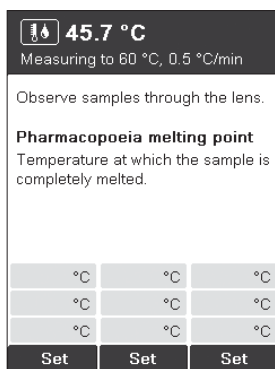 45.7 °C
Measuring to 60 °C, 0.5 °C/min
Observe samples through the lens.
Pharmacopoeia melting point
Temperature at which the sample is
completely melted.
°C °C °C
°C °C °C
°C °C °C
Set Set Set